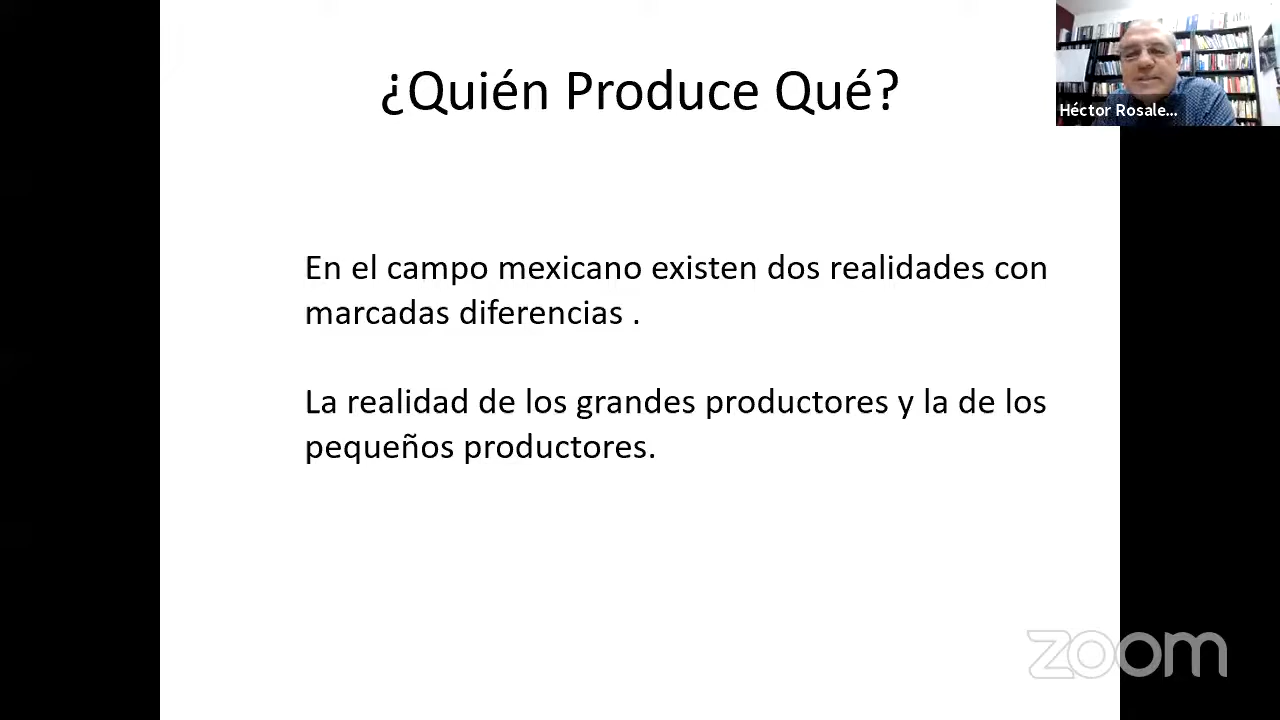 ¿Quién Produce Qué?
Héctor Rosale...
En el campo mexicano existen dos realidades con
marcadas diferencias .
La realidad de los grandes productores y la de los
pequeños productores.
zoom